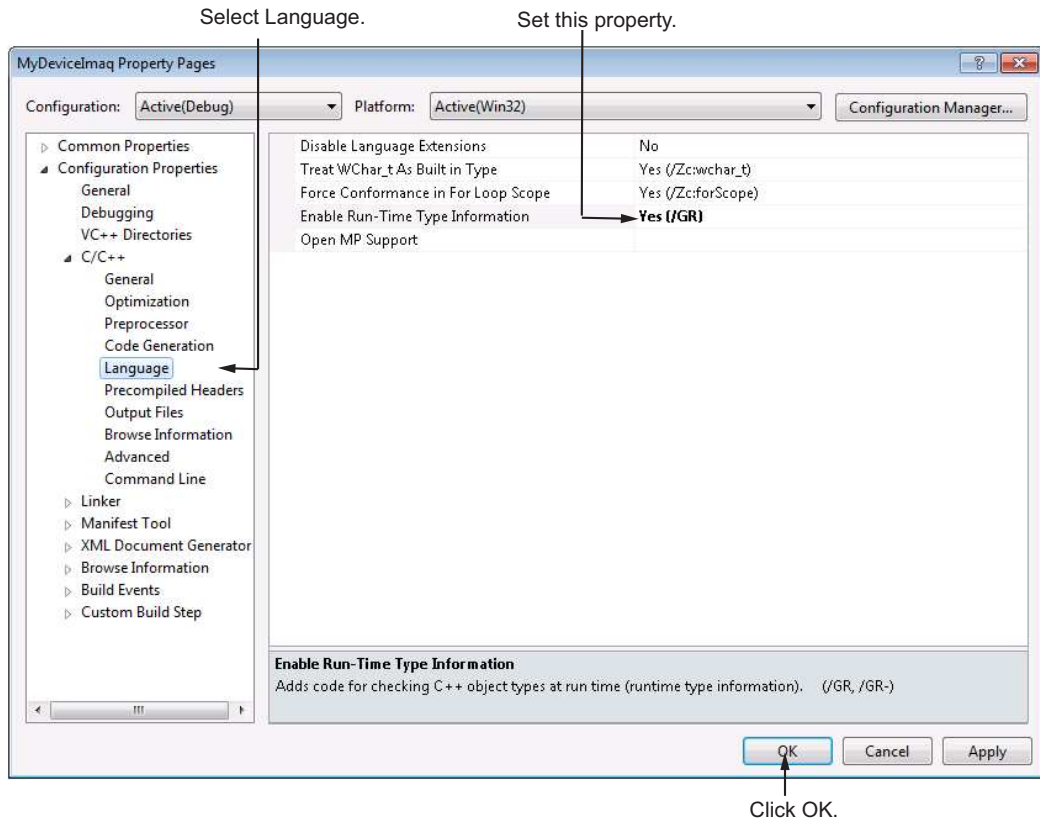 Select Language.
Set this property.
MyDeviceImaq Property Pages
Configuration: Active(Debug) Platform: Active(Win32) Configuration Manager...
Common Properties
Configuration Properties
General
Debugging
VC++ Directories
C/C++
General
Optimization
Preprocessor
Code Generation
Language
Precompiled Headers
Output Files
Browse Information
Advanced
Command Line
Linker
Manifest Tool
XML Document Generator
Browse Information
Build Events
Custom Build Step
Disable Language Extensions No
Treat WChar_t As Built in Type Yes (/Zc:wchar_t)
Force Conformance in For Loop Scope Yes (/Zc:forScope)
Enable Run-Time Type Information Yes (/GR)
Open MP Support
Enable Run-Time Type Information
Adds code for checking C++ object types at run time (runtime type information). (/GR, /GR-)
OK Cancel Apply
Click OK.